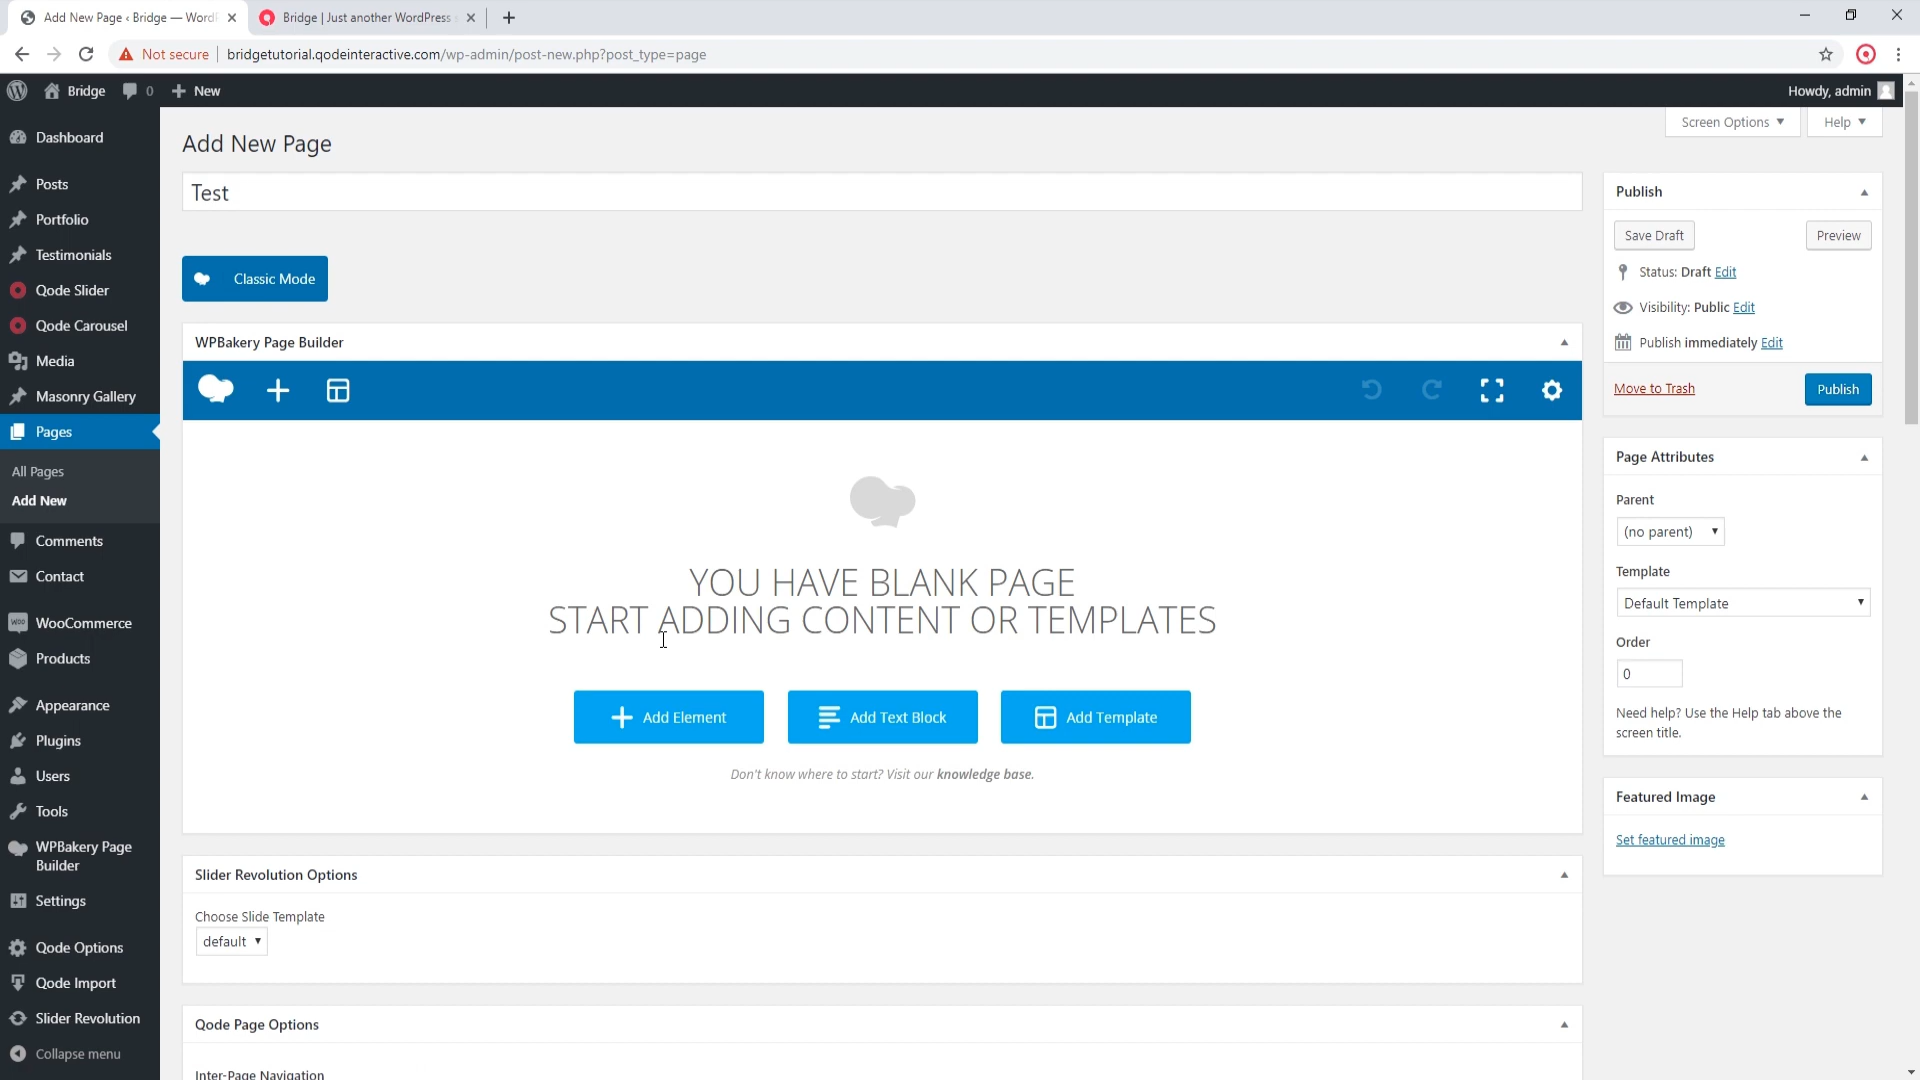 Add New Page ‹ Bridge — Word
Bridge | Just another WordPress s
Not secure
bridgetutorial.qodeinteractive.com/wp-admin/post-new.php?post_type=page
Bridge
0
New
Howdy, admin
Dashboard
Posts
Portfolio
Testimonials
Qode Slider
Qode Carousel
Media
Masonry Gallery
Pages
All Pages
Add New
Comments
Contact
WooCommerce
Products
Appearance
Plugins
Users
Tools
WPBakery Page
Builder
Settings
Qode Options
Qode Import
Slider Revolution
Collapse menu
Screen Options
Help
Add New Page
Test
Classic Mode
WPBakery Page Builder
YOU HAVE BLANK PAGE
START ADDING CONTENT OR TEMPLATES
Add Element
Add Text Block
Add Template
Don't know where to start? Visit our knowledge base.
Slider Revolution Options
Choose Slide Template
default
Qode Page Options
Inter-Page Navigation
Publish
Save Draft
Preview
Status: Draft Edit
Visibility: Public Edit
Publish immediately Edit
Move to Trash
Publish
Page Attributes
Parent
(no parent)
Template
Default Template
Order
0
Need help? Use the Help tab above the
screen title.
Featured Image
Set featured image